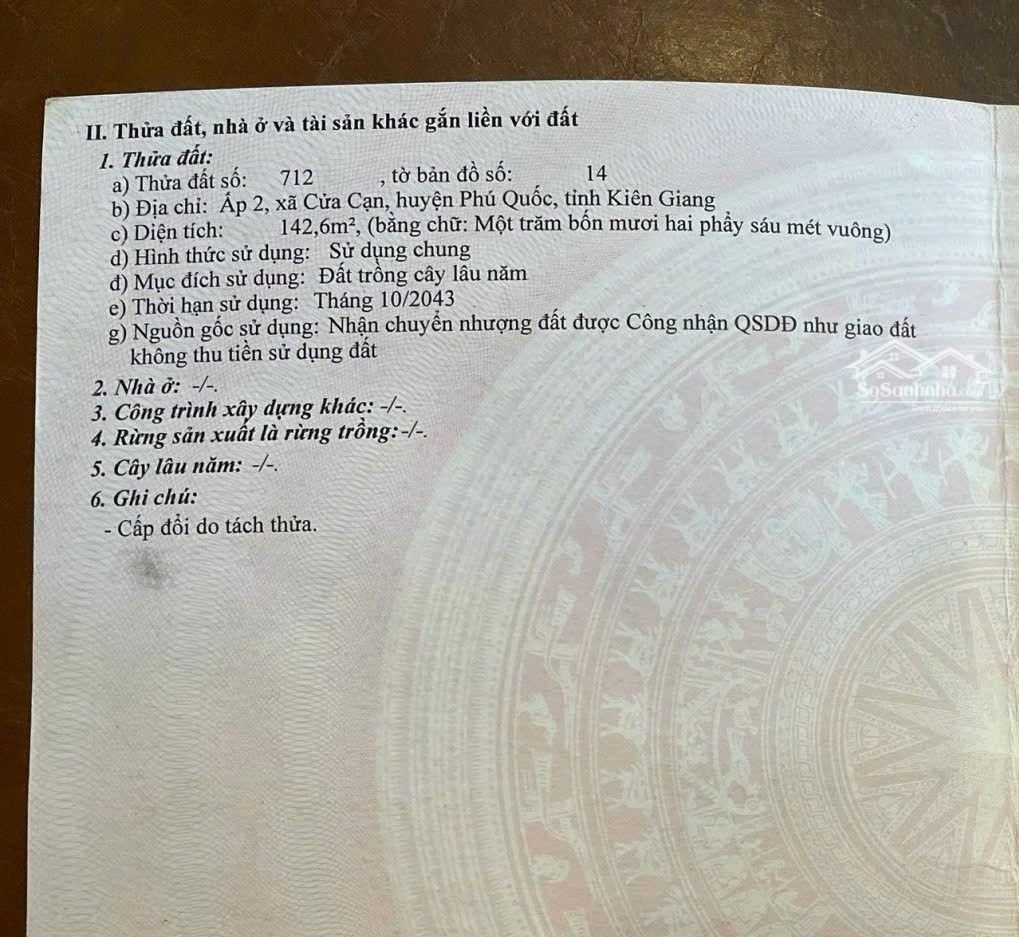 II. Thửa đất, nhà ở và tài sản khác gắn liền với đất
1. Thửa đất:
a) Thửa đất số: 712 , tờ bản đồ số: 14
b) Địa chỉ: Ấp 2, xã Cửa Cạn, huyện Phú Quốc, tỉnh Kiên Giang
c) Diện tích: 142,6m², (bằng chữ: Một trăm bốn mươi hai phẩy sáu mét vuông)
d) Hình thức sử dụng: Sử dụng chung
đ) Mục đích sử dụng: Đất trồng cây lâu năm
e) Thời hạn sử dụng: Tháng 10/2043
g) Nguồn gốc sử dụng: Nhận chuyển nhượng đất được Công nhận QSDĐ như giao đất
không thu tiền sử dụng đất
2. Nhà ở: -/-.
3. Công trình xây dựng khác: -/-.
4. Rừng sản xuất là rừng trồng: -/-.
5. Cây lâu năm: -/-.
6. Ghi chú:
- Cấp đổi do tách thửa.
SoSanhnha.com
Great choice for you